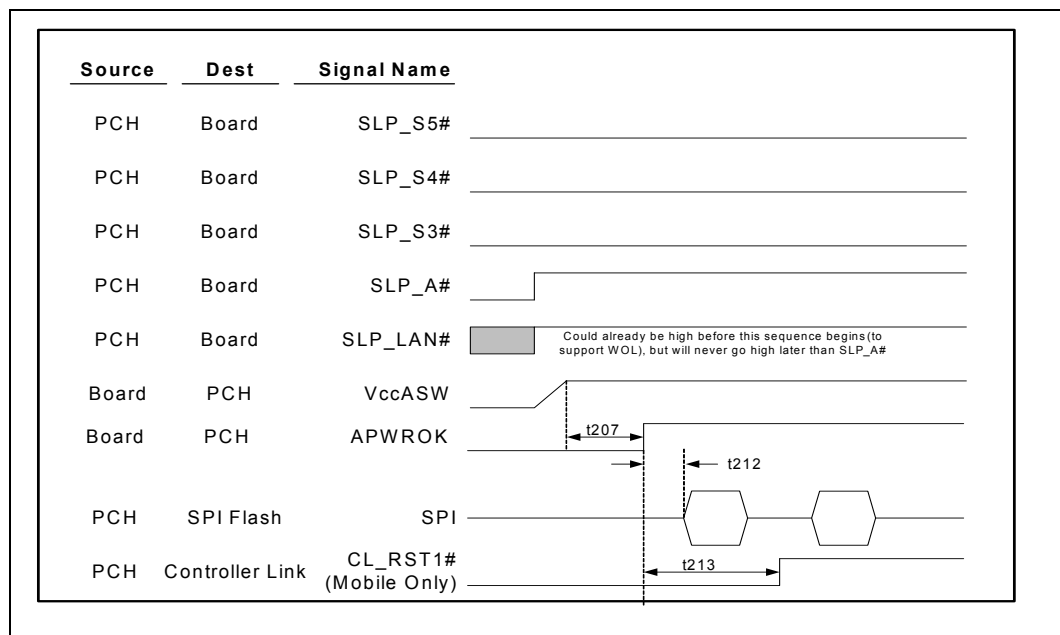 Source Dest Signal Name
PCH Board SLP_S5#
PCH Board SLP_S4#
PCH Board SLP_S3#
PCH Board SLP_A#
PCH Board SLP_LAN#
Could already be high before this sequence begins(to
support WOL), but will never go high later than SLP_A#
Board PCH VccASW
Board PCH APWROK
t207
t212
PCH SPI Flash SPI
PCH Controller Link CL_RST1#
(Mobile Only)
t213